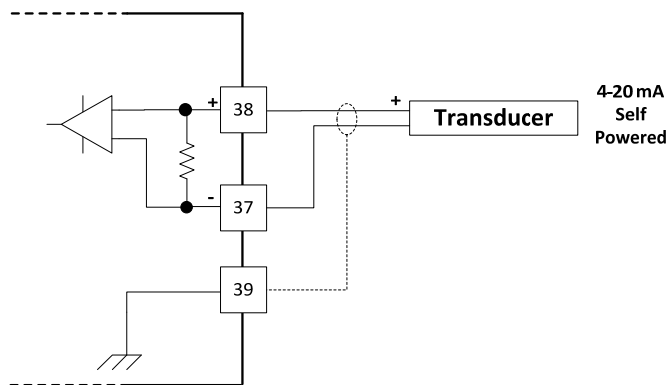 + 38
+
Transducer
4-20 mA
Self
Powered
- 37
39